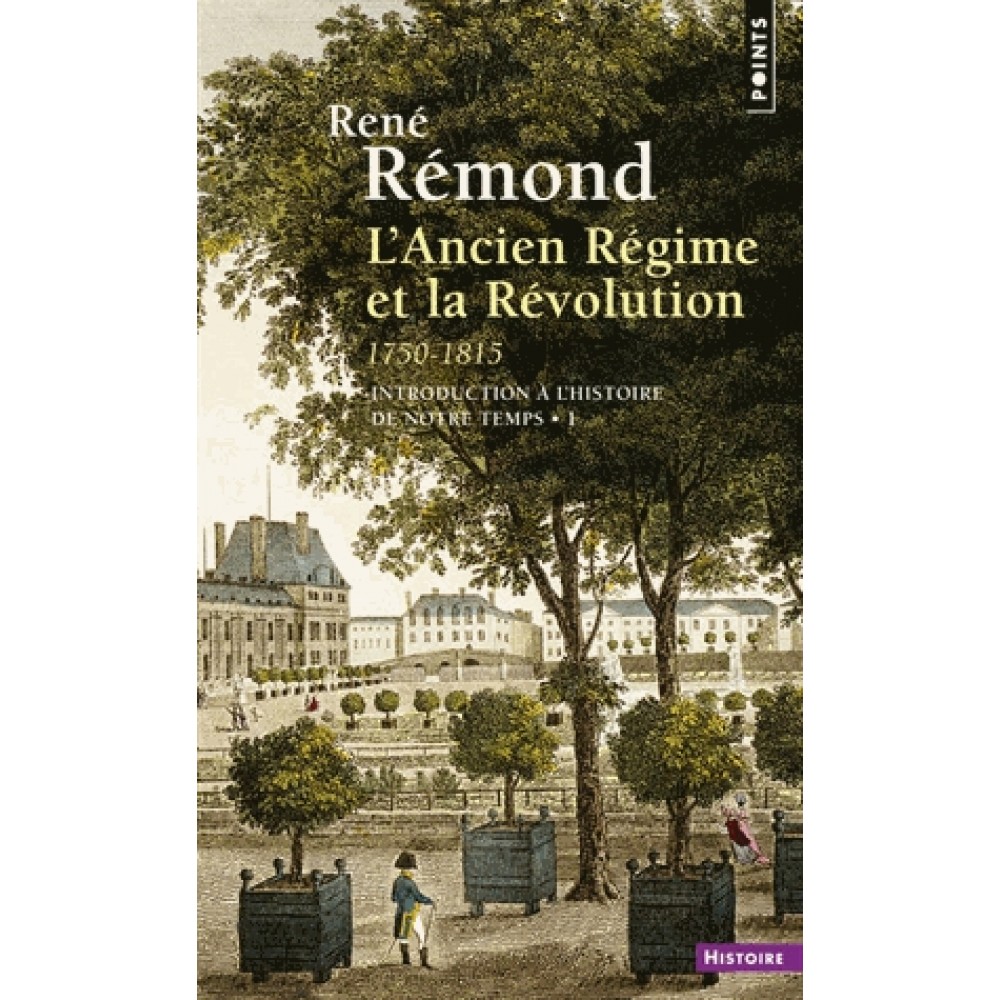 POINTS
René
Rémond
L'Ancien Régime
et la Révolution
1750-1815
INTRODUCTION À L'HISTOIRE
DE NOTRE TEMPS • 1
HISTOIRE